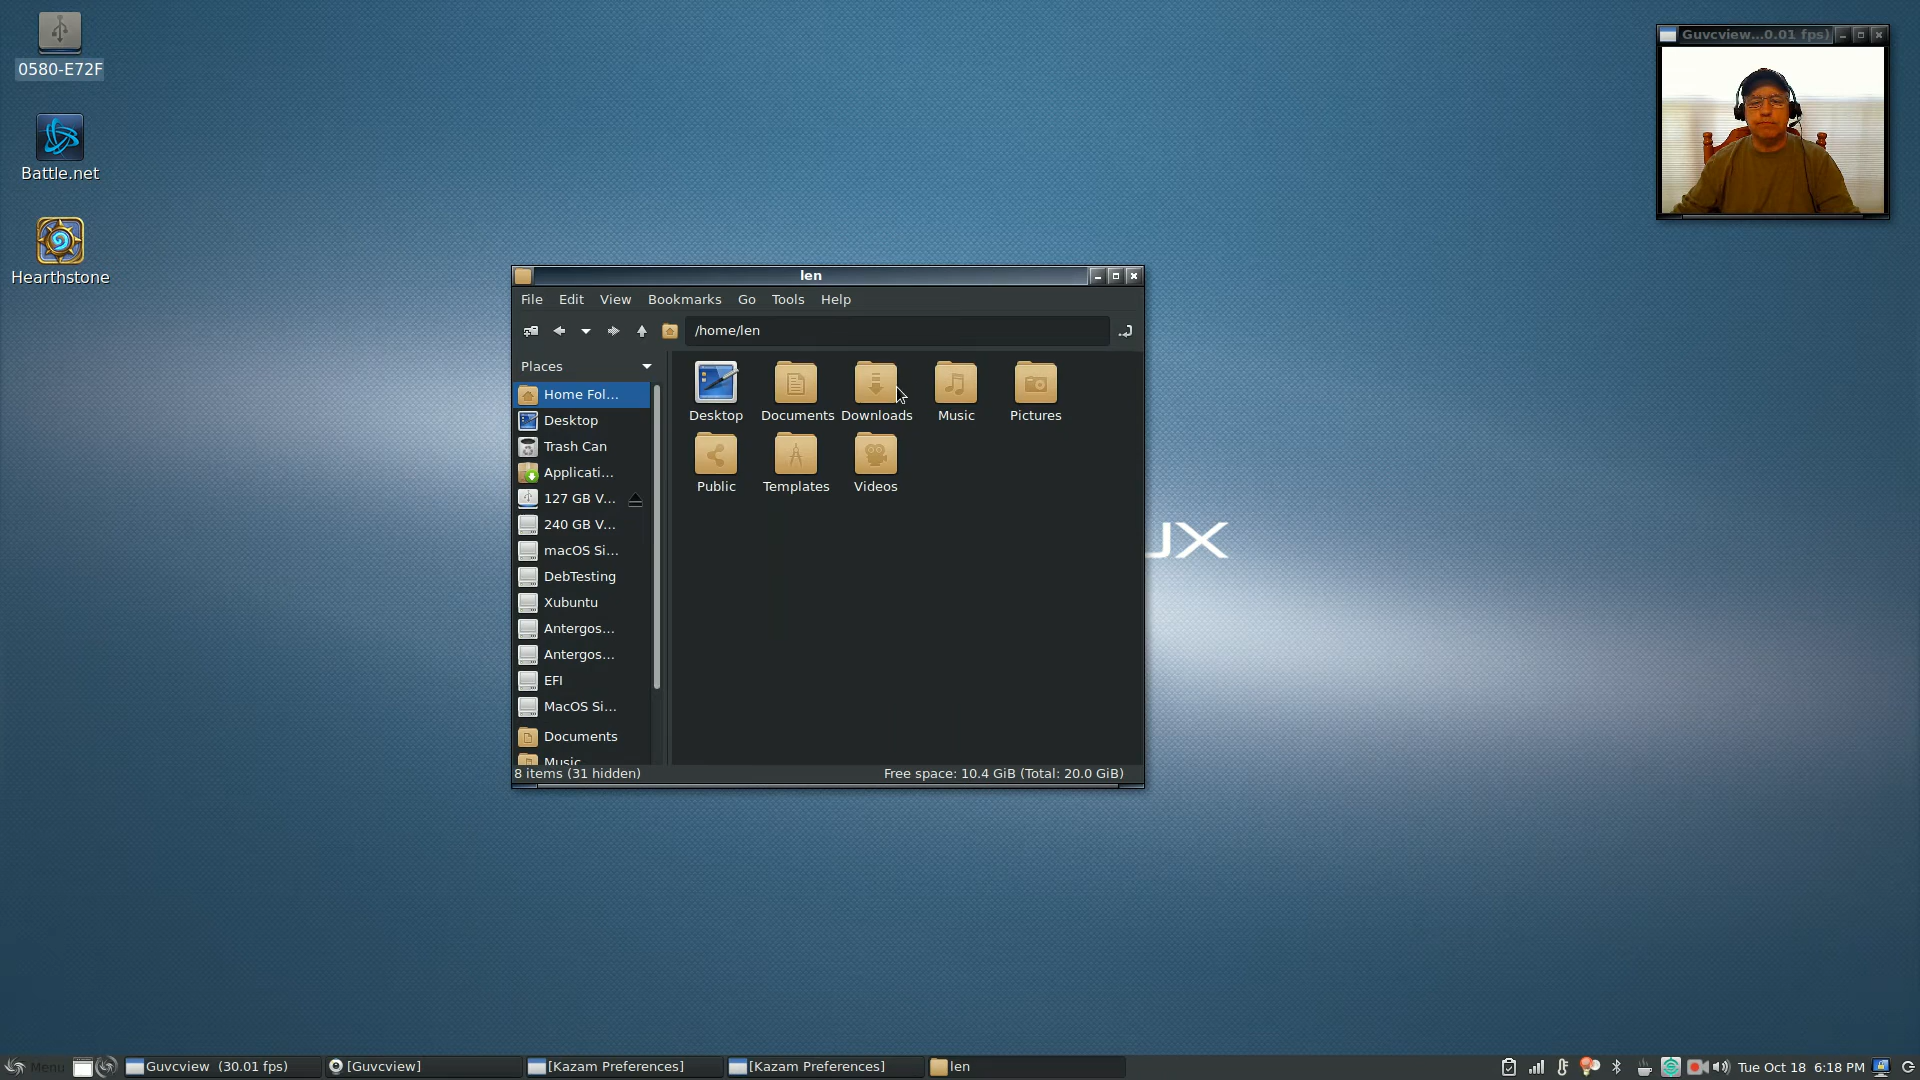 0580-E72F
Battle.net
Hearthstone
Guvcview...0.01 fps)
len
File Edit View Bookmarks Go Tools Help
/home/len
Places
Home Fol...
Desktop
Trash Can
Applicati...
127 GB V...
240 GB V...
macOS Si...
DebTesting
Xubuntu
Antergos...
Antergos...
EFI
MacOS Si...
Documents
Music
Desktop Documents Downloads Music Pictures
Public Templates Videos
8 items (31 hidden) Free space: 10.4 GiB (Total: 20.0 GiB)
UX
Menu Guvcview (30.01 fps) [Guvcview] [Kazam Preferences] [Kazam Preferences] len Tue Oct 18 6:18 PM